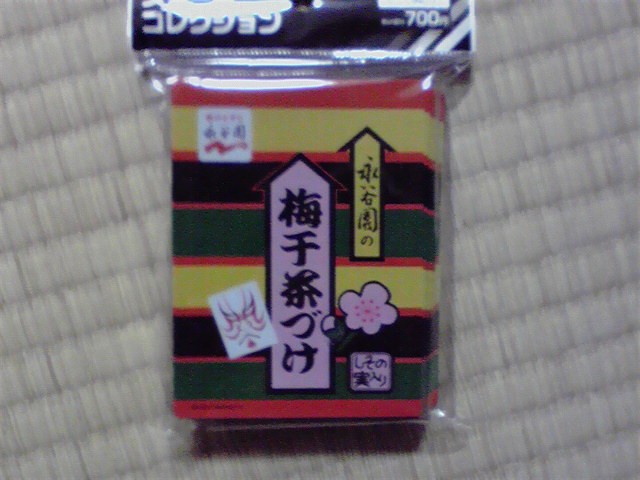 コレクション
700円
永谷園
永谷園の
梅干茶づけ
しその
実入り